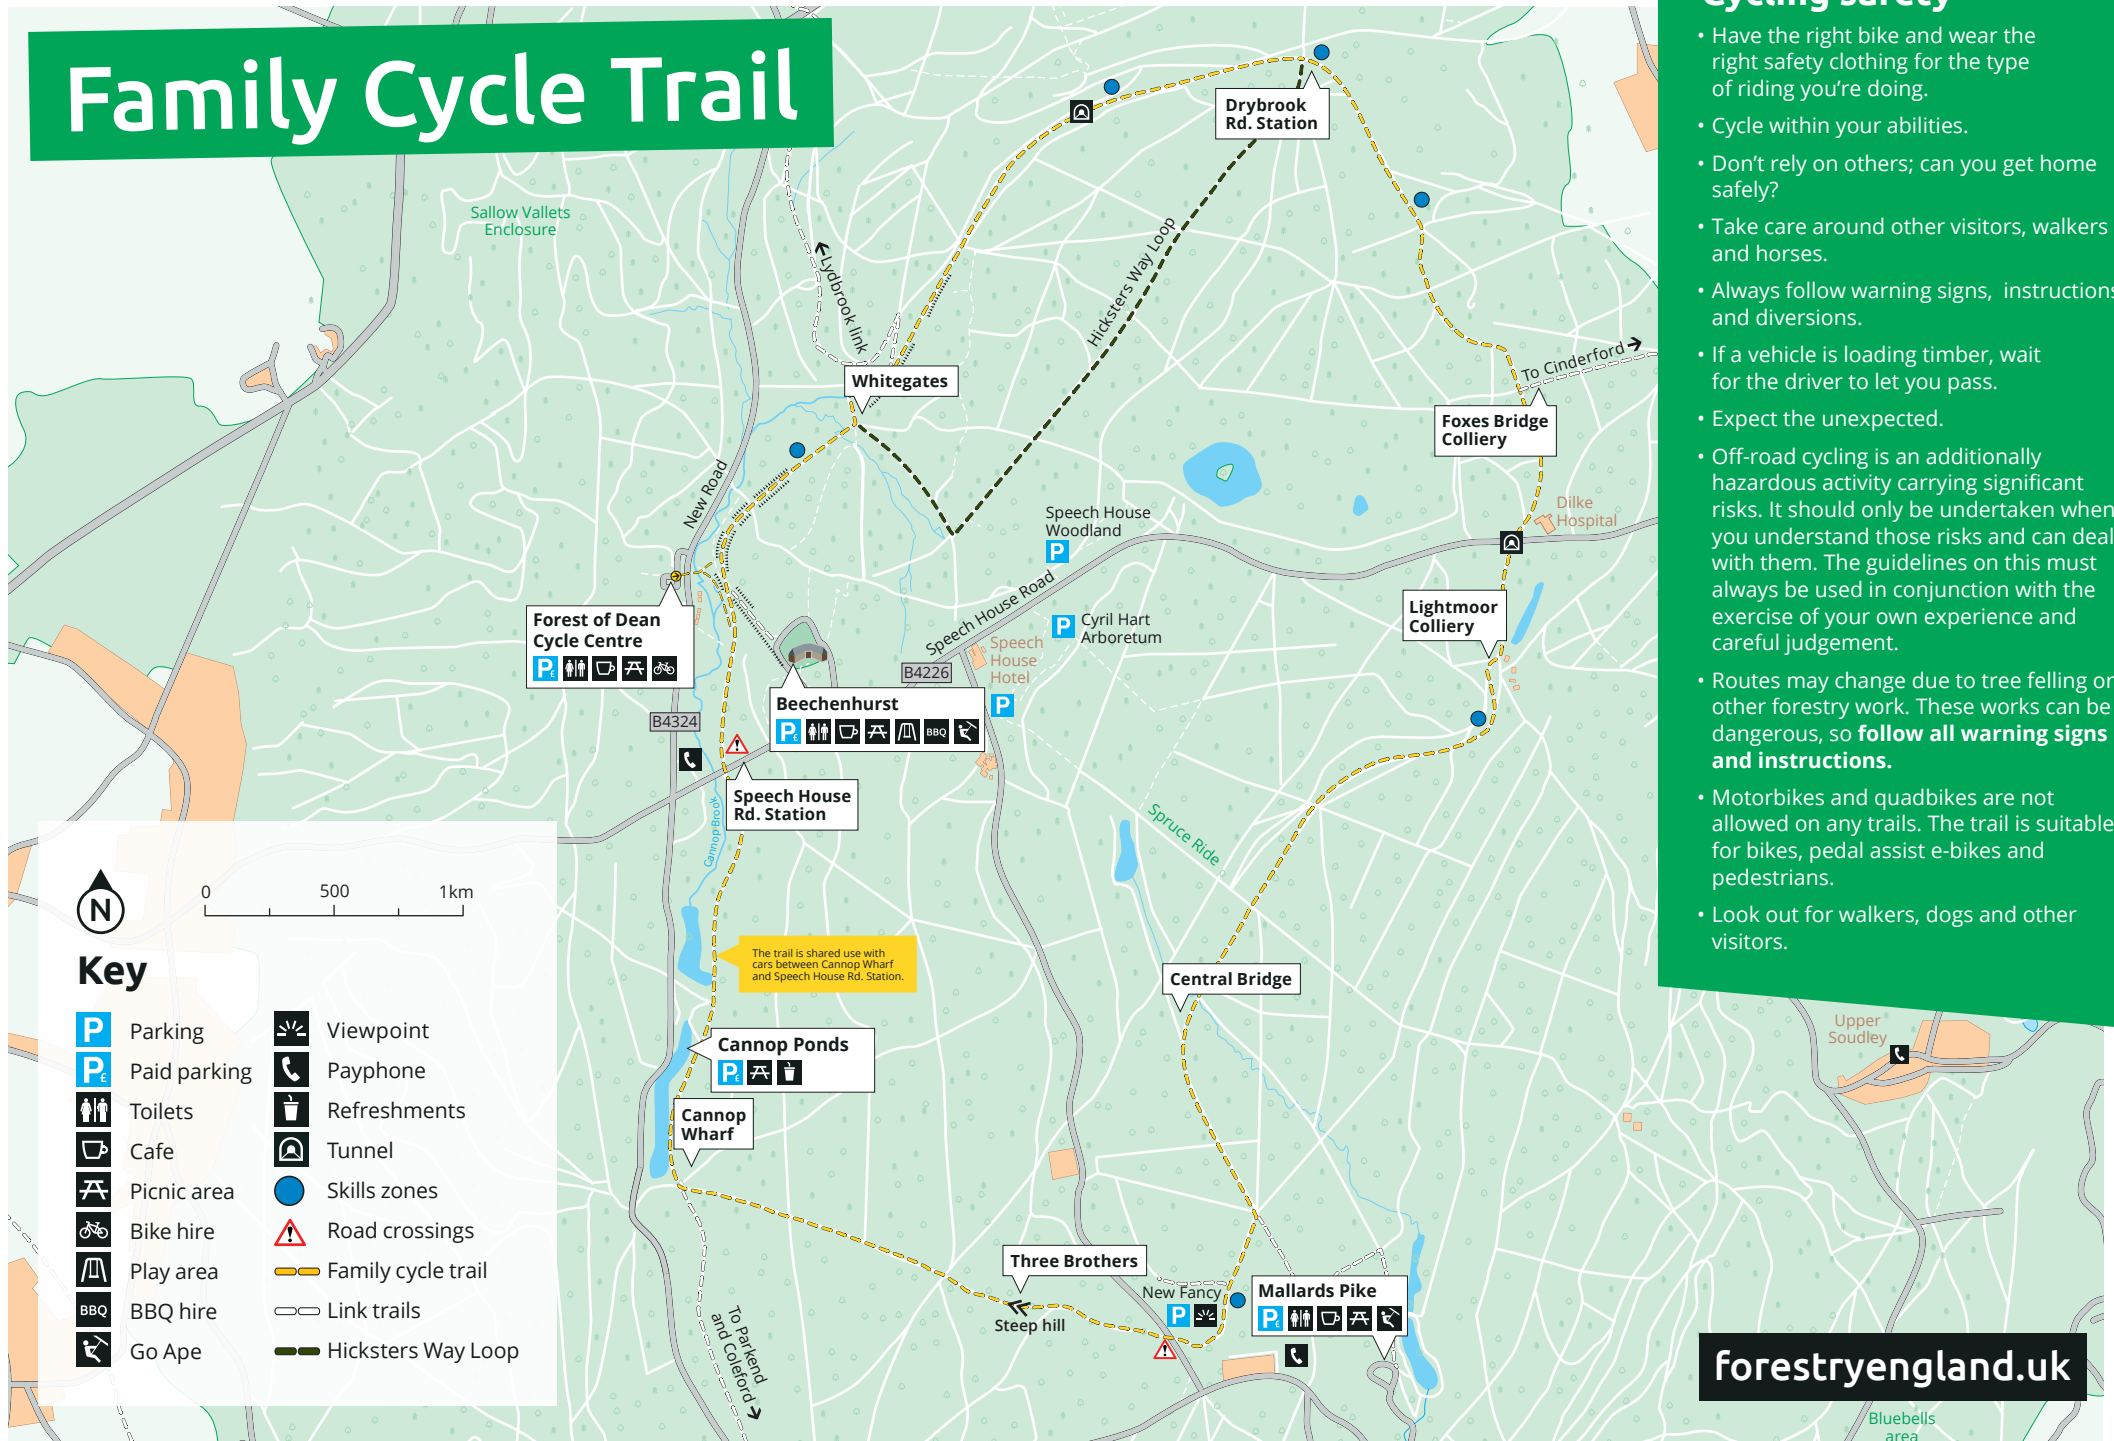 Family Cycle Trail
Cycling safety
• Have the right bike and wear the
right safety clothing for the type
of riding you’re doing.
• Cycle within your abilities.
• Don’t rely on others; can you get home
safely?
• Take care around other visitors, walkers
and horses.
• Always follow warning signs, instructions
and diversions.
• If a vehicle is loading timber, wait
for the driver to let you pass.
• Expect the unexpected.
• Off-road cycling is an additionally
hazardous activity carrying significant
risks. It should only be undertaken when
you understand those risks and can deal
with them. The guidelines on this must
always be used in conjunction with the
exercise of your own experience and
careful judgement.
• Routes may change due to tree felling or
other forestry work. These works can be
dangerous, so follow all warning signs
and instructions.
• Motorbikes and quadbikes are not
allowed on any trails. The trail is suitable
for bikes, pedal assist e-bikes and
pedestrians.
• Look out for walkers, dogs and other
visitors.
Drybrook
Rd. Station
Sallow Vallets
Enclosure
Lydbrook link
Hicksters Way Loop
To Cinderford
Whitegates
Foxes Bridge
Colliery
New Road
Dilke
Hospital
Speech House
Woodland
P
Speech House Road
Forest of Dean
Cycle Centre
P£
Lightmoor
Colliery
P
Cyril Hart
Arboretum
Speech
House
Hotel
B4226
P
Beechenhurst
P£
BBQ
B4324
Speech House
Rd. Station
Cannop Brook
Spruce Ride
The trail is shared use with
cars between Cannop Wharf
and Speech House Rd. Station.
Central Bridge
Cannop Ponds
P£
Cannop
Wharf
Upper
Soudley
Three Brothers
Steep hill
New Fancy
P
Mallards Pike
P£
To Parkend
and Coleford
Bluebells
area
N
0 500 1km
Key
P Parking
P£ Paid parking
Toilets
Cafe
Picnic area
Bike hire
Play area
BBQ BBQ hire
Go Ape
Viewpoint
Payphone
Refreshments
Tunnel
Skills zones
Road crossings
Family cycle trail
Link trails
Hicksters Way Loop
forestryengland.uk